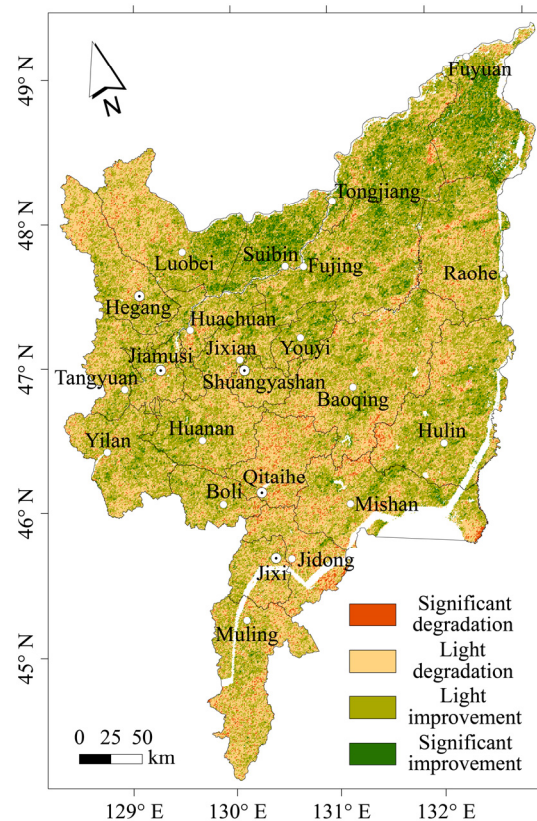 49° N
48° N
47° N
46° N
45° N
N
Fuyuan
Tongjiang
Suibin
Luobei
Fujing
Raohe
Hegang
Huachuan
Jiamusi
Jixian
Youyi
Tangyuan
Shuangyashan
Baoqing
Yilan
Huanan
Hulin
Qitaihe
Boli
Mishan
Jidong
Jixi
Muling
Significant
degradation
Light
degradation
Light
improvement
Significant
improvement
0 25 50
km
129° E
130° E
131° E
132° E